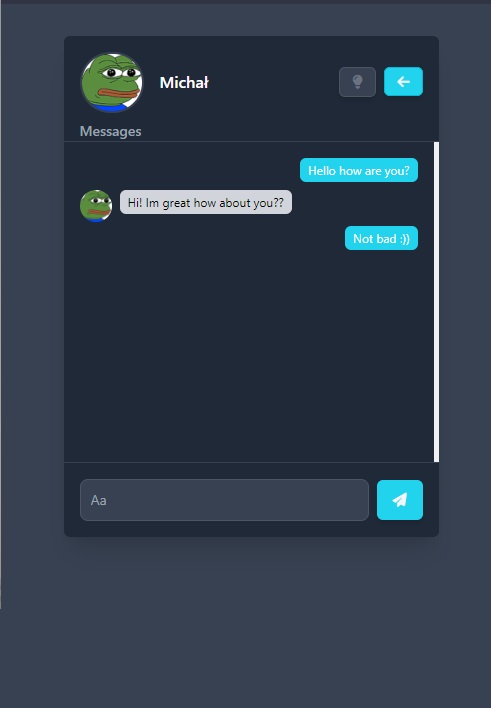 Michał
Messages
Hello how are you?
Hi! Im great how about you??
Not bad :))
Aa